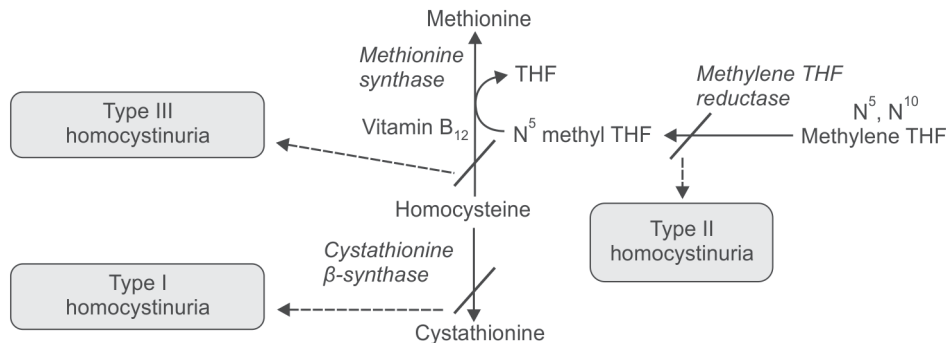 Methionine
Methionine
synthase
THF
Methylene THF
reductase
Type III
homocystinuria
Vitamin B₁₂
N⁵ methyl THF
N⁵, N¹⁰
Methylene THF
Homocysteine
Type II
homocystinuria
Cystathionine
β-synthase
Type I
homocystinuria
Cystathionine